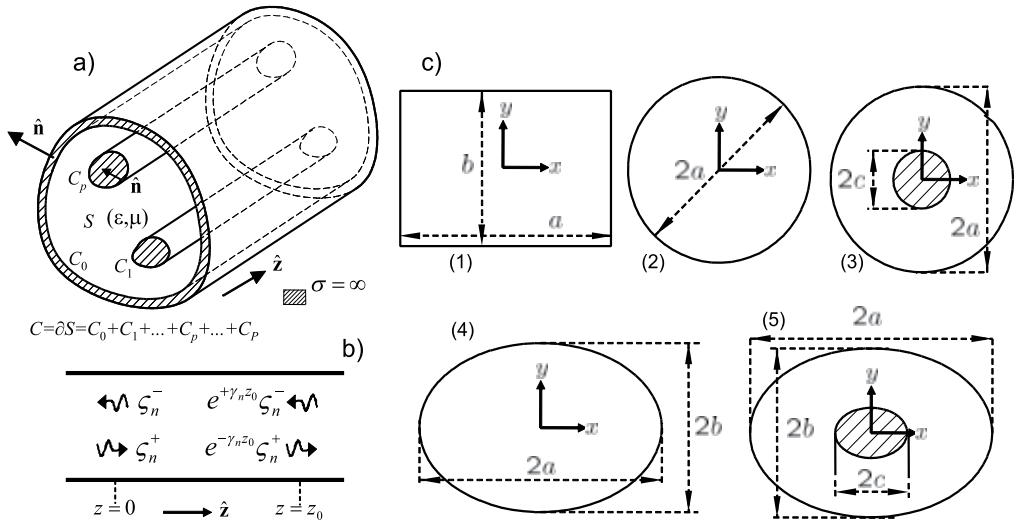 a)
n̂
C_p
n̂
S (ε,μ)
C_0
C_1
ẑ
σ = ∞
C=∂S=C_0+C_1+...+C_p+...+C_P
b)
ς_n^- e^{+γ_n z_0} ς_n^-
ς_n^+ e^{-γ_n z_0} ς_n^+
z = 0 ẑ z = z_0
c)
y
x
b
a
(1)
y
x
2a
(2)
y
x
2c
2a
(3)
(4)
y
x
2b
2a
(5)
2a
y
x
2b
2c